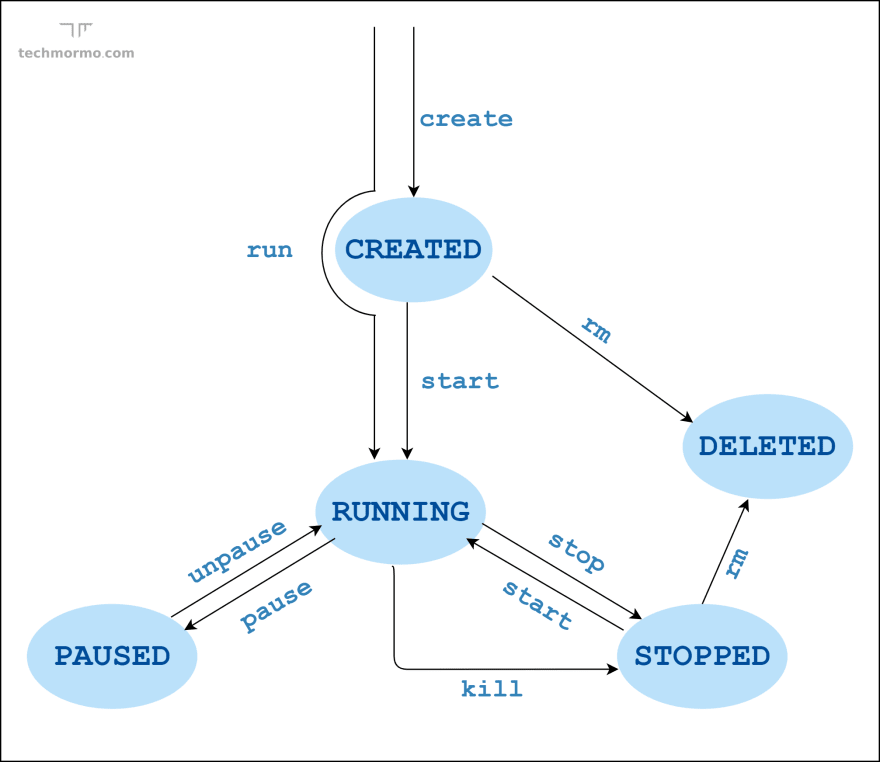 techmormo.com
create
run
CREATED
rm
start
DELETED
RUNNING
unpause
stop
pause
start
rm
PAUSED
STOPPED
kill